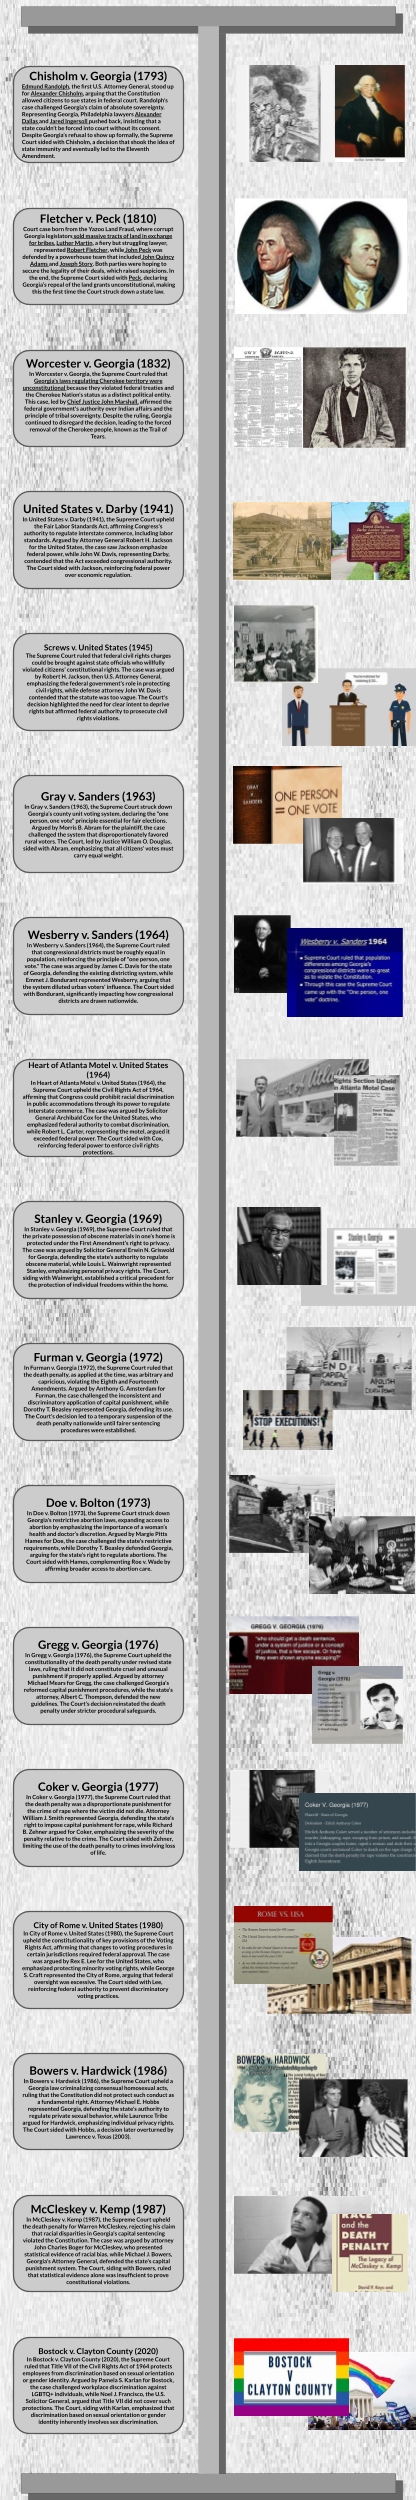 Chisholm v. Georgia (1793)
Edmund Randolph, the first U.S. Attorney General, stood up
for Alexander Chisholm, arguing that the Constitution
allowed citizens to sue states in federal court. Randolph's
case challenged Georgia's claim of absolute sovereignty.
Representing Georgia, Philadelphia lawyers Alexander
Dallas and Jared Ingersoll pushed back, insisting that a
state couldn't be forced into court without its consent.
Despite Georgia's refusal to show up formally, the Supreme
Court sided with Chisholm, a decision that shook the idea of
state immunity and eventually led to the Eleventh
Amendment.
Fletcher v. Peck (1810)
Court case born from the Yazoo Land Fraud, where corrupt
Georgia legislators sold massive tracts of land in exchange
for bribes. Luther Martin, a fiery but struggling lawyer,
represented Robert Fletcher, while John Peck was
defended by a powerhouse team that included John Quincy
Adams and Joseph Story. Both parties were hoping to
secure the legality of their deals, which raised suspicions. In
the end, the Supreme Court sided with Peck, declaring
Georgia's repeal of the land grants unconstitutional, making
this the first time the Court struck down a state law.
Worcester v. Georgia (1832)
In Worcester v. Georgia, the Supreme Court ruled that
Georgia's laws regulating Cherokee territory were
unconstitutional because they violated federal treaties and
the Cherokee Nation's status as a distinct political entity.
This case, led by Chief Justice John Marshall, affirmed the
federal government's authority over Indian affairs and the
principle of tribal sovereignty. Despite the ruling, Georgia
continued to disregard the decision, leading to the forced
removal of the Cherokee people, known as the Trail of
Tears.
United States v. Darby (1941)
In United States v. Darby (1941), the Supreme Court upheld
the Fair Labor Standards Act, affirming Congress's
authority to regulate interstate commerce, including labor
standards. Argued by Attorney General Robert H. Jackson
for the United States, the case saw Jackson emphasize
federal power, while John W. Davis, representing Darby,
contended that the Act exceeded congressional authority.
The Court sided with Jackson, reinforcing federal power
over economic regulation.
Screws v. United States (1945)
The Supreme Court ruled that federal civil rights charges
could be brought against state officials who willfully
violated citizens' constitutional rights. The case was argued
by Robert H. Jackson, then U.S. Attorney General,
emphasizing the federal government's role in protecting
civil rights, while defense attorney John W. Davis
contended that the statute was too vague. The Court's
decision highlighted the need for clear intent to deprive
rights but affirmed federal authority to prosecute civil
rights violations.
Gray v. Sanders (1963)
In Gray v. Sanders (1963), the Supreme Court struck down
Georgia's county unit voting system, declaring the "one
person, one vote" principle essential for fair elections.
Argued by Morris B. Abram for the plaintiff, the case
challenged the system that disproportionately favored
rural voters. The Court, led by Justice William O. Douglas,
sided with Abram, emphasizing that all citizens' votes must
carry equal weight.
GRAY
v
SANDERS
ONE PERSON
= ONE VOTE
Wesberry v. Sanders (1964)
In Wesberry v. Sanders (1964), the Supreme Court ruled
that congressional districts must be roughly equal in
population, reinforcing the principle of "one person, one
vote." The case was argued by James C. Davis for the state
of Georgia, defending the existing districting system, while
Emmet J. Bondurant represented Wesberry, arguing that
the system diluted urban voters' influence. The Court sided
with Bondurant, significantly impacting how congressional
districts are drawn nationwide.
Wesberry v. Sanders 1964
Supreme Court ruled that population
differences among Georgia's
congressional districts were so great
as to violate the Constitution.
Through this case the Supreme Court
came up with the "One person, one
vote" doctrine.
Heart of Atlanta Motel v. United States
(1964)
In Heart of Atlanta Motel v. United States (1964), the
Supreme Court upheld the Civil Rights Act of 1964,
affirming that Congress could prohibit racial discrimination
in public accommodations through its power to regulate
interstate commerce. The case was argued by Solicitor
General Archibald Cox for the United States, who
emphasized federal authority to combat discrimination,
while Robert L. Carter, representing the motel, argued it
exceeded federal power. The Court sided with Cox,
reinforcing federal power to enforce civil rights
protections.
Rights Section Upheld
in Atlanta Motel Case
Stanley v. Georgia (1969)
In Stanley v. Georgia (1969), the Supreme Court ruled that
the private possession of obscene materials in one's home is
protected under the First Amendment's right to privacy.
The case was argued by Solicitor General Erwin N. Griswold
for Georgia, defending the state's authority to regulate
obscene material, while Louis L. Wainwright represented
Stanley, emphasizing personal privacy rights. The Court,
siding with Wainwright, established a critical precedent for
the protection of individual freedoms within the home.
Stanley v. Georgia
Furman v. Georgia (1972)
In Furman v. Georgia (1972), the Supreme Court ruled that
the death penalty, as applied at the time, was arbitrary and
capricious, violating the Eighth and Fourteenth
Amendments. Argued by Anthony G. Amsterdam for
Furman, the case challenged the inconsistent and
discriminatory application of capital punishment, while
Dorothy T. Beasley represented Georgia, defending its use.
The Court's decision led to a temporary suspension of the
death penalty nationwide until fairer sentencing
procedures were established.
END
CAPITAL
ABOLISH
DEATH
STOP EXECUTIONS!
Doe v. Bolton (1973)
In Doe v. Bolton (1973), the Supreme Court struck down
Georgia's restrictive abortion laws, expanding access to
abortion by emphasizing the importance of a woman's
health and doctor's discretion. Argued by Margie Pitts
Hames for Doe, the case challenged the state's restrictive
requirements, while Dorothy T. Beasley defended Georgia,
arguing for the state's right to regulate abortions. The
Court sided with Hames, complementing Roe v. Wade by
affirming broader access to abortion care.
Gregg v. Georgia (1976)
In Gregg v. Georgia (1976), the Supreme Court upheld the
constitutionality of the death penalty under revised state
laws, ruling that it did not constitute cruel and unusual
punishment if properly applied. Argued by attorney
Michael Mears for Gregg, the case challenged Georgia's
reformed capital punishment procedures, while the state's
attorney, Albert C. Thompson, defended the new
guidelines. The Court's decision reinstated the death
penalty under stricter procedural safeguards.
GREGG V. GEORGIA (1976)
"who should get a death sentence,
under a system of justice or a concept
of justice, that a few escape. Or have
they even shown anyone escaping?"
Gregg v.
Georgia
(1976)
Coker v. Georgia (1977)
In Coker v. Georgia (1977), the Supreme Court ruled that
the death penalty was a disproportionate punishment for
the crime of rape where the victim did not die. Attorney
William J. Smith represented Georgia, defending the state's
right to impose capital punishment for rape, while Richard
B. Zehner argued for Coker, emphasizing the severity of the
penalty relative to the crime. The Court sided with Zehner,
limiting the use of the death penalty to crimes involving loss
of life.
Coker V. Georgia (1977)
City of Rome v. United States (1980)
In City of Rome v. United States (1980), the Supreme Court
upheld the constitutionality of key provisions of the Voting
Rights Act, affirming that changes to voting procedures in
certain jurisdictions required federal approval. The case
was argued by Rex E. Lee for the United States, who
emphasized protecting minority voting rights, while George
S. Craft represented the City of Rome, arguing that federal
oversight was excessive. The Court sided with Law,
reinforcing federal authority to prevent discriminatory
voting practices.
ROME VS. USA
Bowers v. Hardwick (1986)
In Bowers v. Hardwick (1986), the Supreme Court upheld a
Georgia law criminalizing consensual homosexual acts,
ruling that the Constitution did not protect such conduct as
a fundamental right. Attorney Michael E. Hobbs
represented Georgia, defending the state's authority to
regulate private sexual behavior, while Laurence Tribe
argued for Hardwick, emphasizing individual privacy rights.
The Court sided with Hobbs, a decision later overturned by
Lawrence v. Texas (2003).
BOWERS v. HARDWICK
McCleskey v. Kemp (1987)
In McCleskey v. Kemp (1987), the Supreme Court upheld
the death penalty for Warren McCleskey, rejecting his claim
that racial disparities in Georgia's capital sentencing
violated the Constitution. The case was argued by attorney
John Charles Boger for McCleskey, who presented
statistical evidence of racial bias, while Michael J. Bowers,
Georgia's Attorney General, defended the state's capital
punishment system. The Court, siding with Bowers,
ruled that statistical evidence alone was insufficient to prove
constitutional violations.
RACE
and the
DEATH
PENALTY
The Legacy of
McCleskey v. Kemp
Bostock v. Clayton County (2020)
In Bostock v. Clayton County (2020), the Supreme Court
ruled that Title VII of the Civil Rights Act of 1964 protects
employees from discrimination based on sexual orientation
or gender identity. Argued by Pamela S. Karlan for Bostock,
the case challenged workplace discrimination against
LGBTQ+ individuals, while Noel J. Francisco, the U.S.
Solicitor General, argued that Title VII did not cover such
protections. The Court, siding with Karlan, emphasized that
discrimination based on sexual orientation or gender
identity inherently involves sex discrimination.
BOSTOCK
V
CLAYTON COUNTY